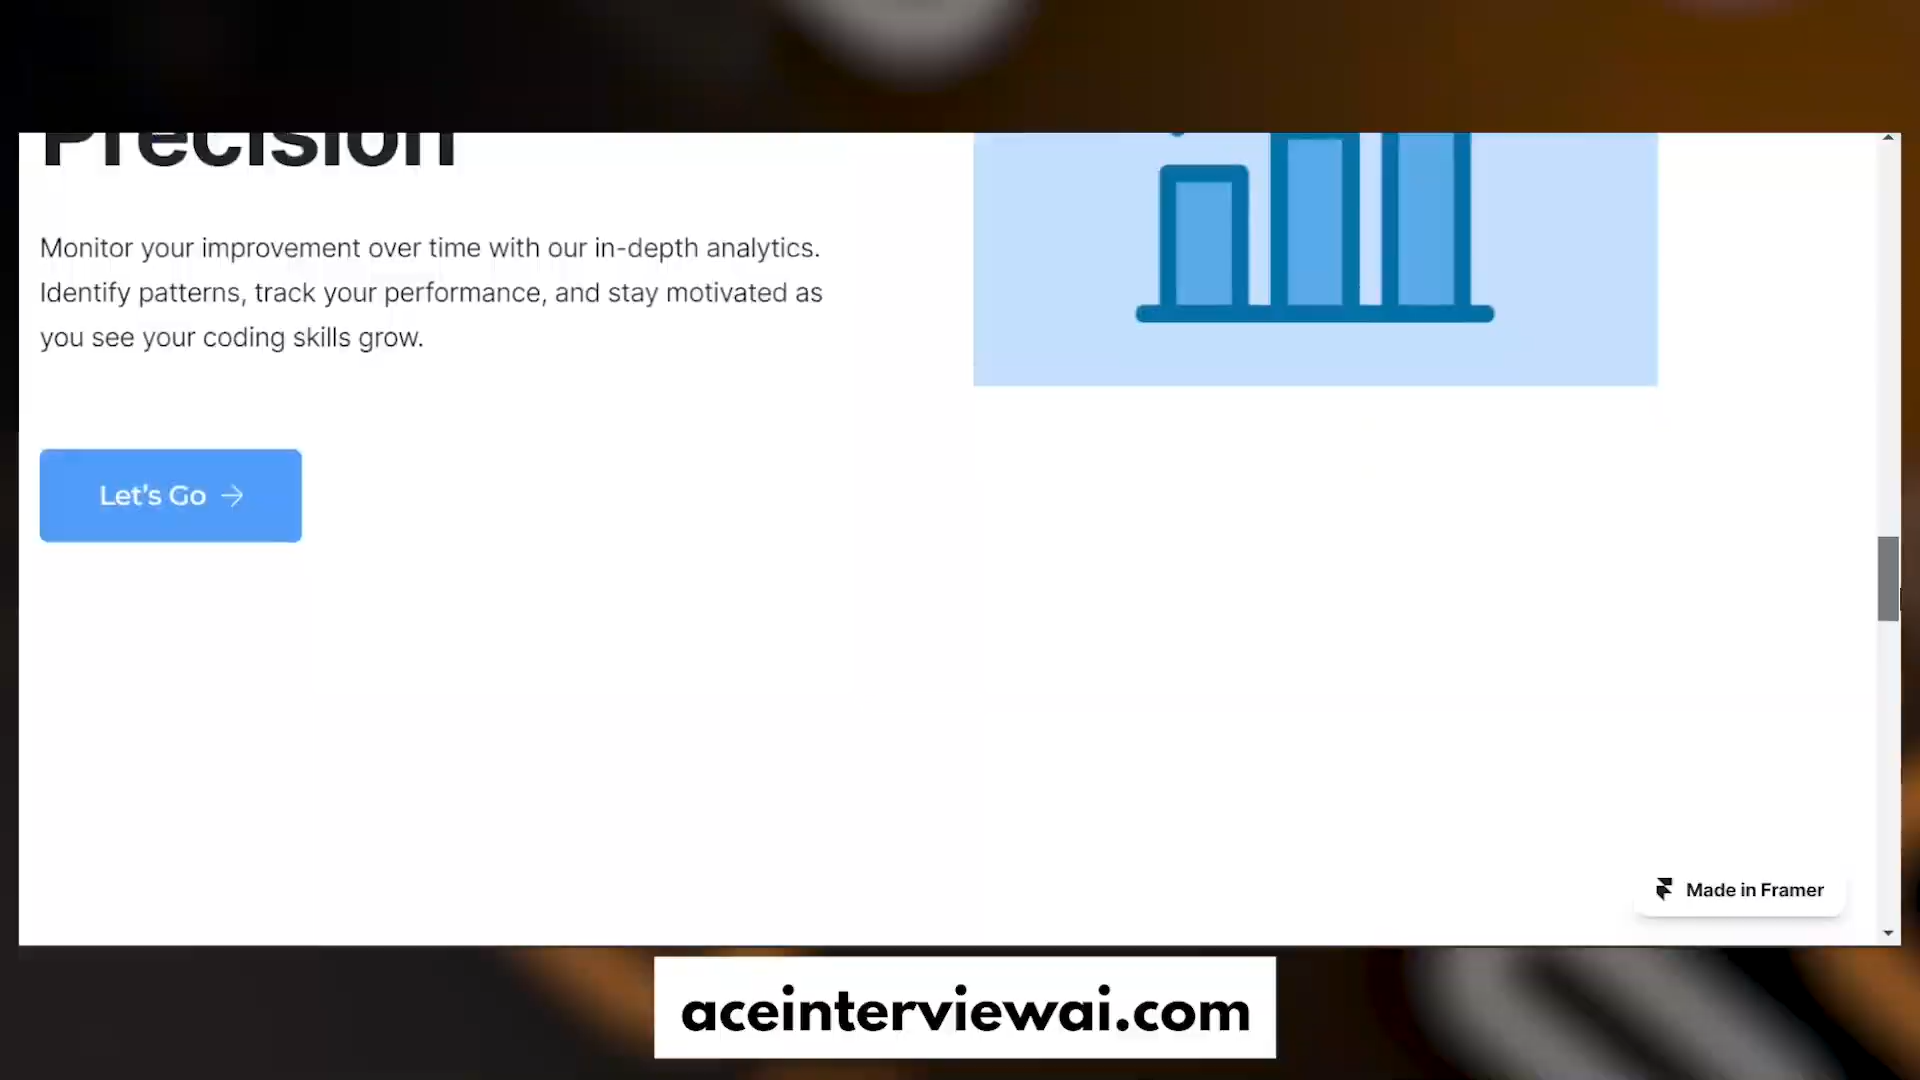 Precision
Monitor your improvement over time with our in-depth analytics.
Identify patterns, track your performance, and stay motivated as
you see your coding skills grow.
Let's Go
Made in Framer
aceinterviewai.com